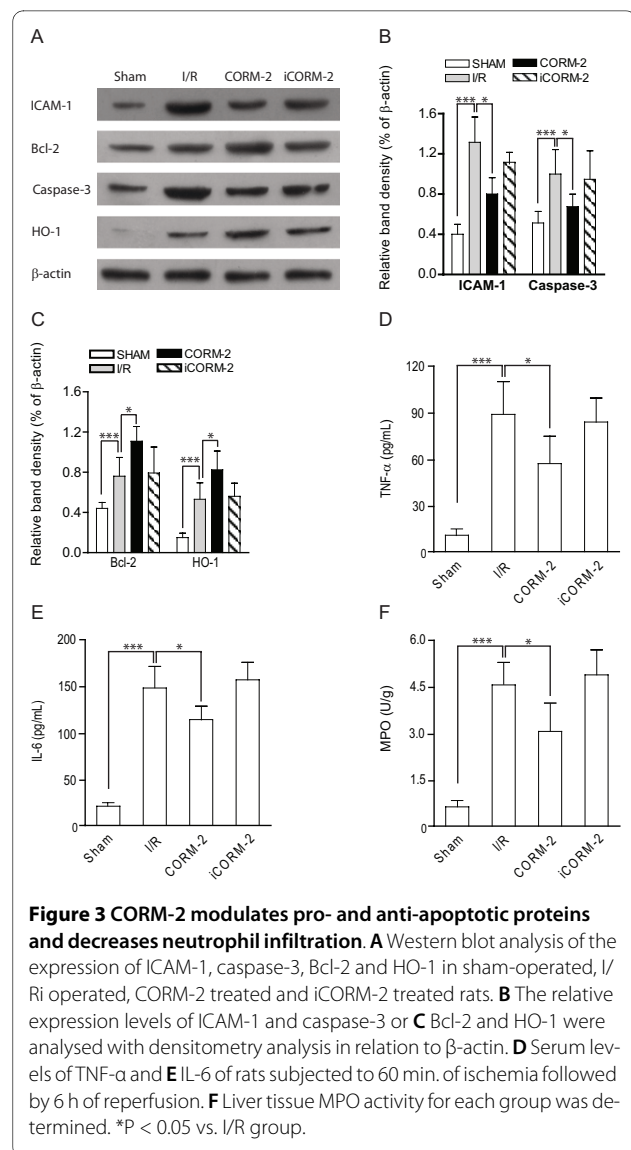 A
Sham I/R CORM-2 iCORM-2
ICAM-1
Bcl-2
Caspase-3
HO-1
β-actin
B
SHAM CORM-2
I/R iCORM-2
Relative band density (% of β-actin)
1.6
1.2
0.8
0.4
0.0
*** * *** *
ICAM-1 Caspase-3
C
SHAM CORM-2
I/R iCORM-2
Relative band density (% of β-actin)
1.6
1.2
0.8
0.4
0.0
*** * *** *
Bcl-2 HO-1
D
TNF-α (pg/mL)
120
90
60
30
0
*** *
Sham I/R CORM-2 iCORM-2
E
IL-6 (pg/mL)
200
150
100
50
0
*** *
Sham I/R CORM-2 iCORM-2
F
MPO (U/g)
6.0
4.5
3.0
1.5
0
*** *
Sham I/R CORM-2 iCORM-2
Figure 3 CORM-2 modulates pro- and anti-apoptotic proteins
and decreases neutrophil infiltration. A Western blot analysis of the
expression of ICAM-1, caspase-3, Bcl-2 and HO-1 in sham-operated, I/
Ri operated, CORM-2 treated and iCORM-2 treated rats. B The relative
expression levels of ICAM-1 and caspase-3 or C Bcl-2 and HO-1 were
analysed with densitometry analysis in relation to β-actin. D Serum lev-
els of TNF-α and E IL-6 of rats subjected to 60 min. of ischemia followed
by 6 h of reperfusion. F Liver tissue MPO activity for each group was de-
termined. *P < 0.05 vs. I/R group.